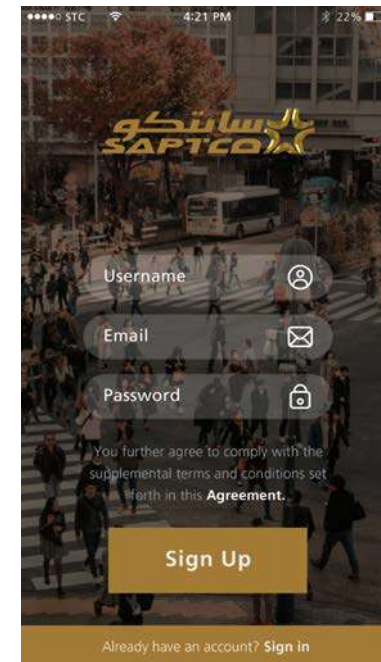 STC 4:21 PM 22%
سابتكو
SAPTCO
Username
Email
Password
You further agree to comply with the
supplemental terms and conditions set
forth in this Agreement.
Sign Up
Already have an account? Sign in